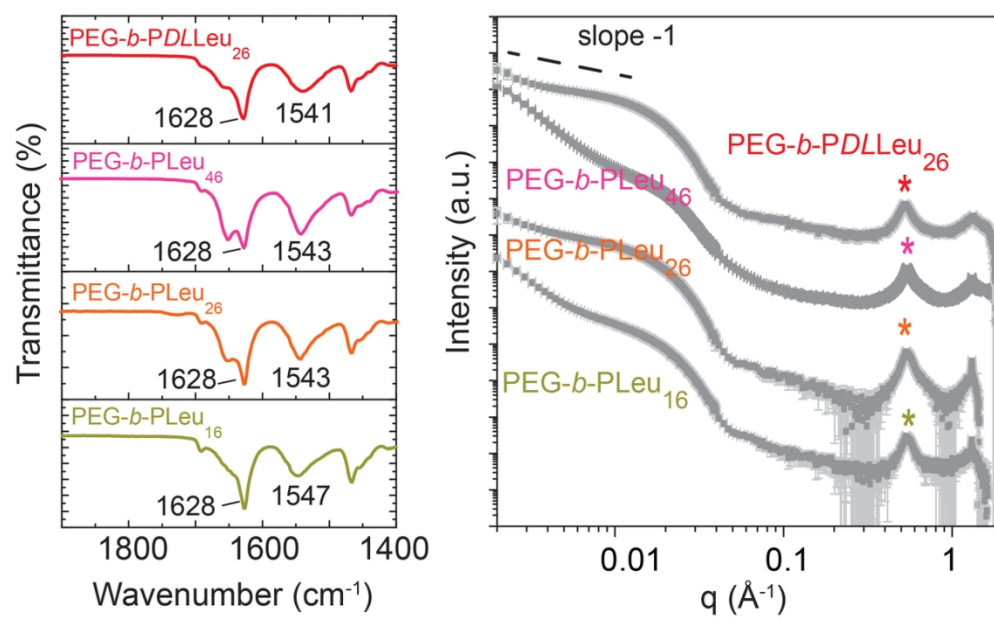 Transmittance (%)
PEG-b-PDLLeu26
1628
1541
PEG-b-PLeu46
1628
1543
PEG-b-PLeu26
1628
1543
PEG-b-PLeu16
1628
1547
1800
1600
1400
Wavenumber (cm-1)
Intensity (a.u.)
slope -1
PEG-b-PDLLeu26
*
PEG-b-PLeu46
*
PEG-b-PLeu26
*
PEG-b-PLeu16
*
0.01
0.1
1
q (Å-1)